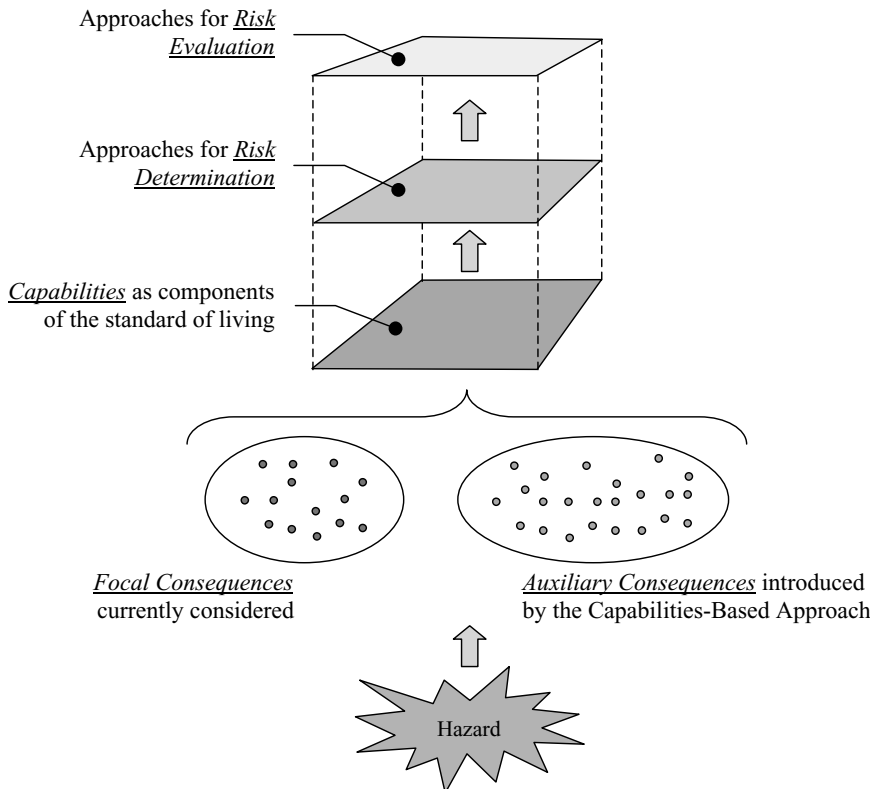 Approaches for Risk
Evaluation
Approaches for Risk
Determination
Capabilities as components
of the standard of living
Focal Consequences
currently considered
Auxiliary Consequences introduced
by the Capabilities-Based Approach
Hazard